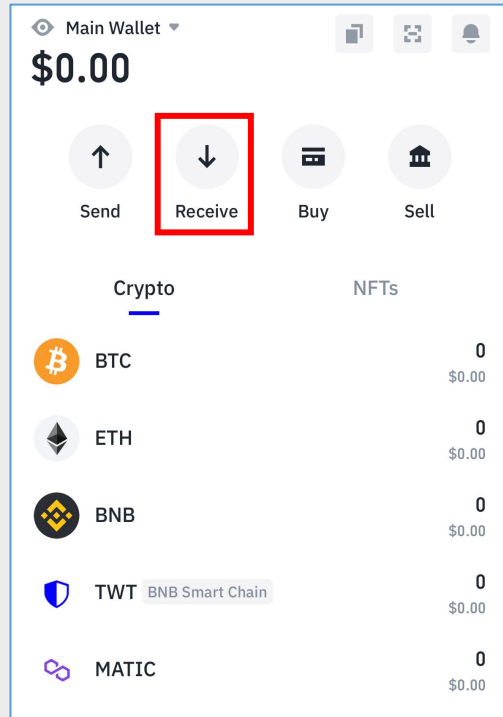 Main Wallet
$0.00
Send Receive Buy Sell
Crypto NFTs
BTC 0
$0.00
ETH 0
$0.00
BNB 0
$0.00
TWT BNB Smart Chain 0
$0.00
MATIC 0
$0.00